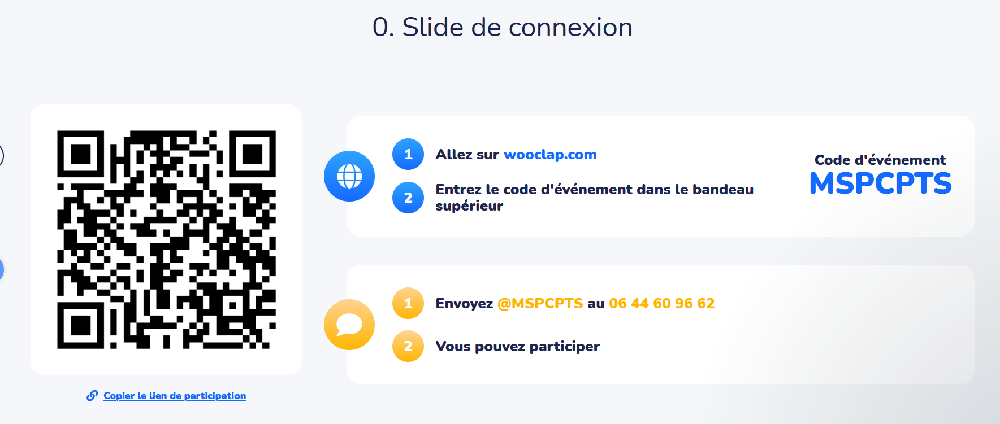 0. Slide de connexion
1 Allez sur wooclap.com
2 Entrez le code d'événement dans le bandeau
supérieur
Code d'événement
MSPCPTS
1 Envoyez @MSPCPTS au 06 44 60 96 62
2 Vous pouvez participer
Copier le lien de participation